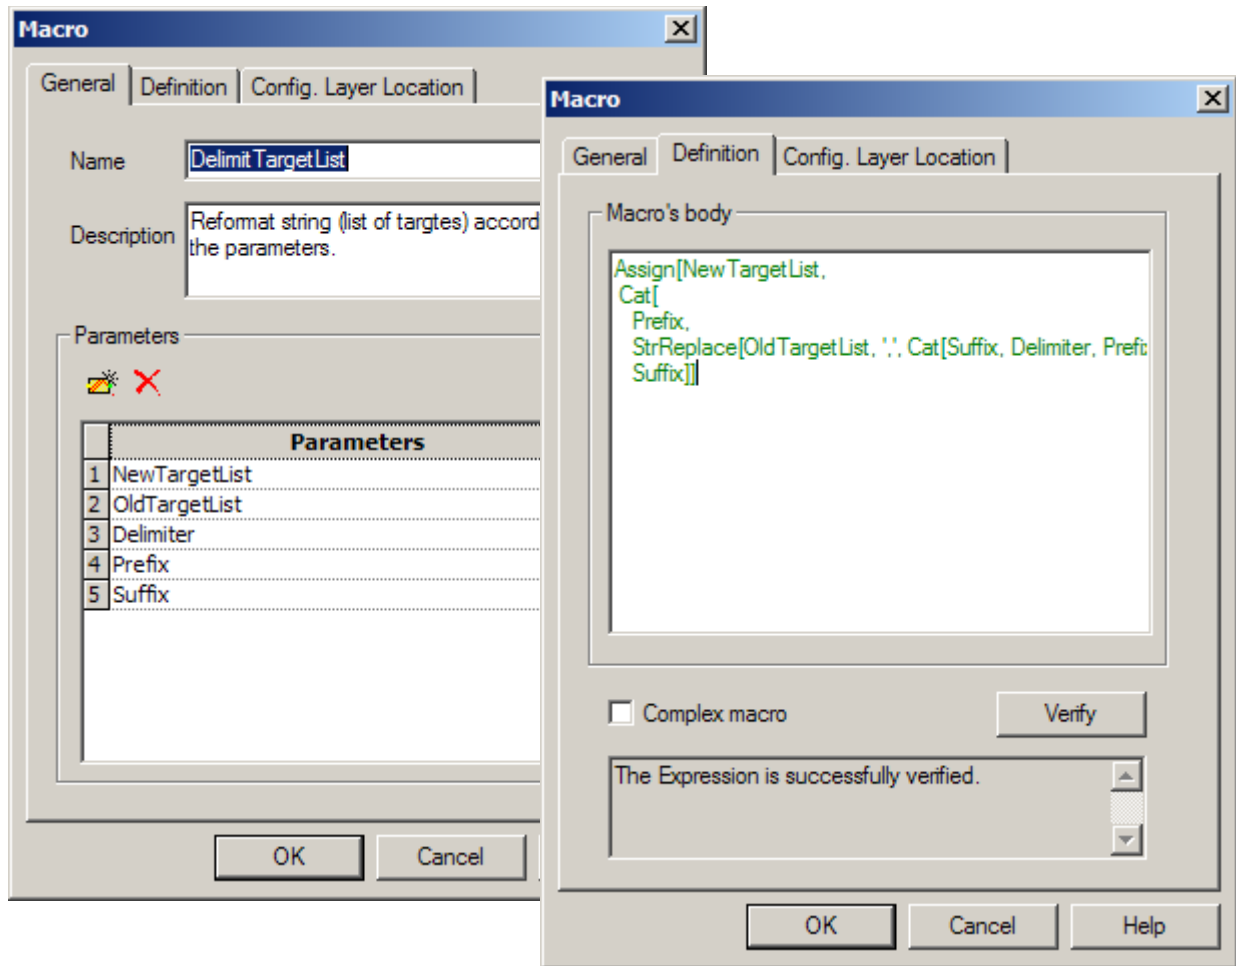 Macro
General Definition Config. Layer Location
Name DelimitTargetList
Description Reformat string (list of targtes) accord
the parameters.
Parameters
Parameters
1 NewTargetList
2 OldTargetList
3 Delimiter
4 Prefix
5 Suffix
OK Cancel
Macro
General Definition Config. Layer Location
Macro's body
Assign[NewTargetList,
Cat[
Prefix,
StrReplace[OldTargetList, ',', Cat[Suffix, Delimiter, Prefix
Suffix]]
Complex macro Verify
The Expression is successfully verified.
OK Cancel Help